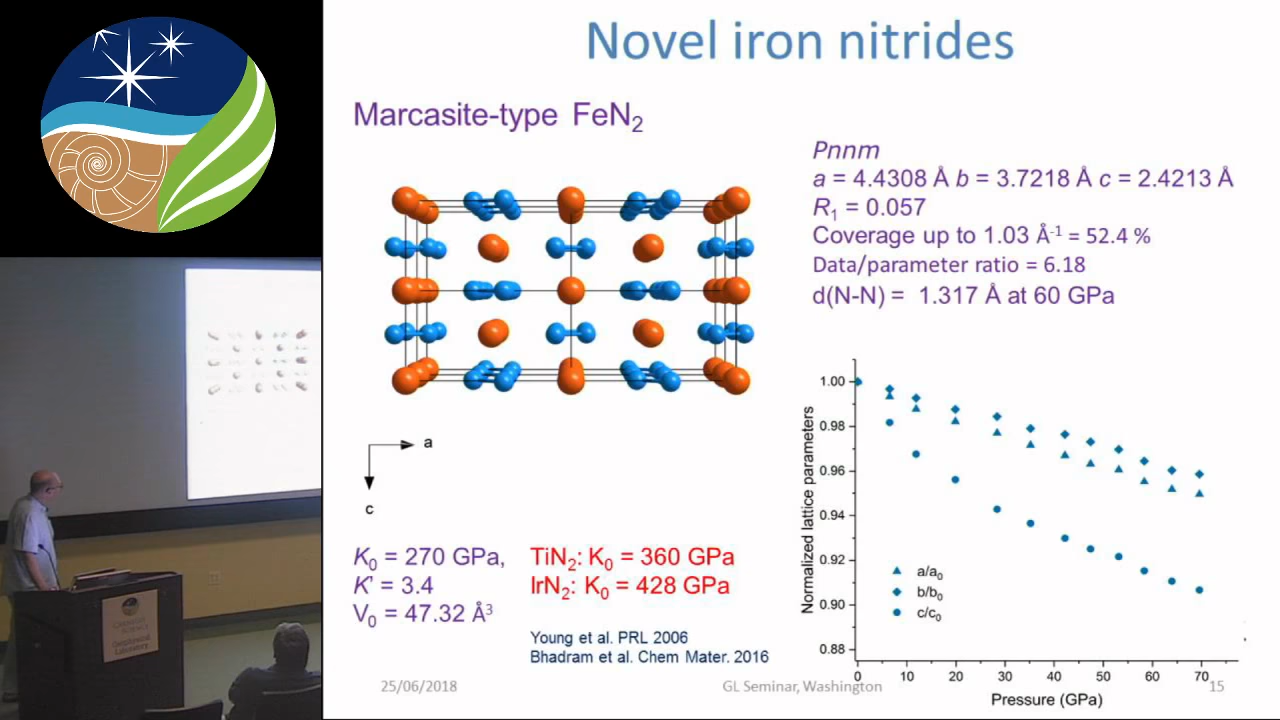 Novel iron nitrides
Marcasite-type FeN₂
Pnnm
a = 4.4308 Å b = 3.7218 Å c = 2.4213 Å
R₁ = 0.057
Coverage up to 1.03 Å⁻¹ = 52.4 %
Data/parameter ratio = 6.18
d(N-N) = 1.317 Å at 60 GPa
a
c
K₀ = 270 GPa,
K' = 3.4
V₀ = 47.32 Å³
TiN₂: K₀ = 360 GPa
IrN₂: K₀ = 428 GPa
Young et al. PRL 2006
Bhadram et al. Chem Mater. 2016
Normalized lattice parameters
1.00
0.98
0.96
0.94
0.92
0.90
0.88
a/a₀
b/b₀
c/c₀
0 10 20 30 40 50 60 70
Pressure (GPa)
25/06/2018
GL Seminar, Washington
15